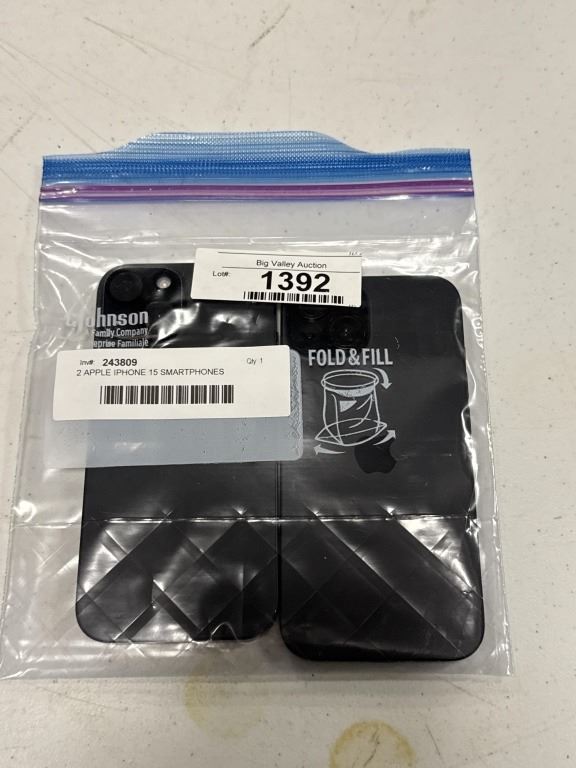 Big Valley Auction
Lot#: 1392
Johnson
Family Company
Familiale
Inv#: 243809 Qty 1
2 APPLE IPHONE 15 SMARTPHONES
FOLD & FILL